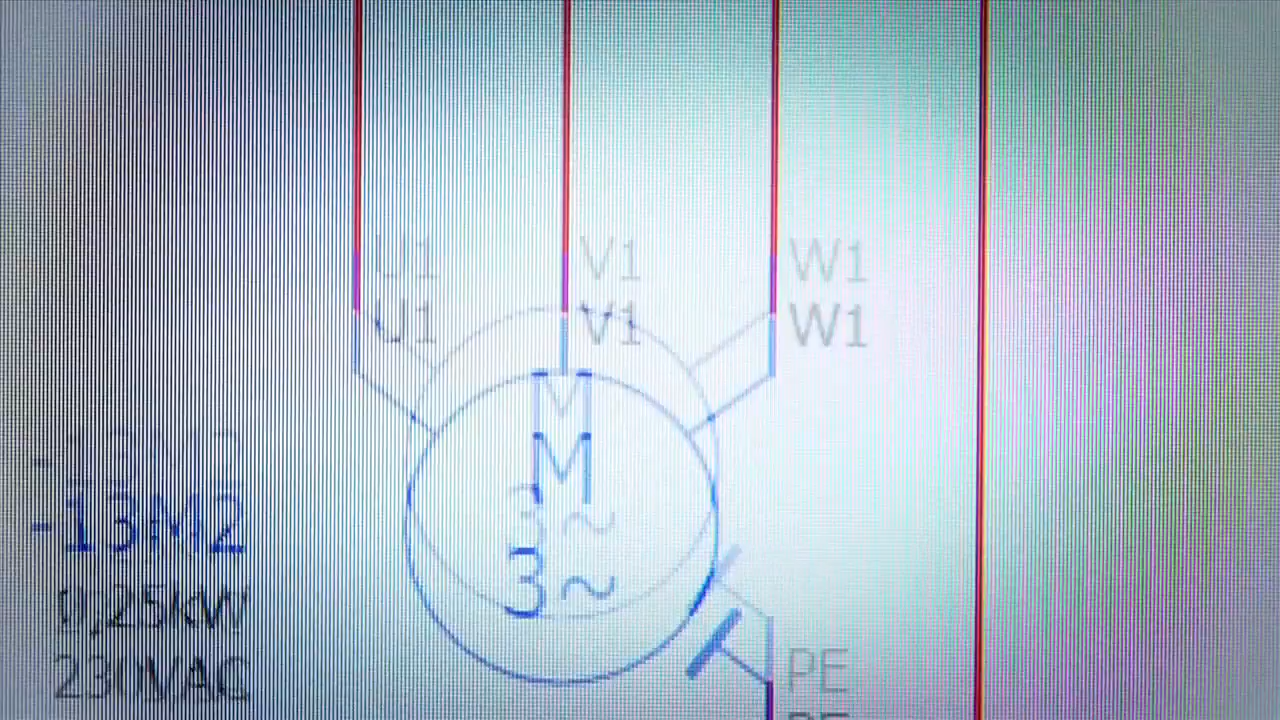 U1 V1 W1
U1 V1 W1
M
M
3~
-13M2
3~
0,25kW
230VAC
PE